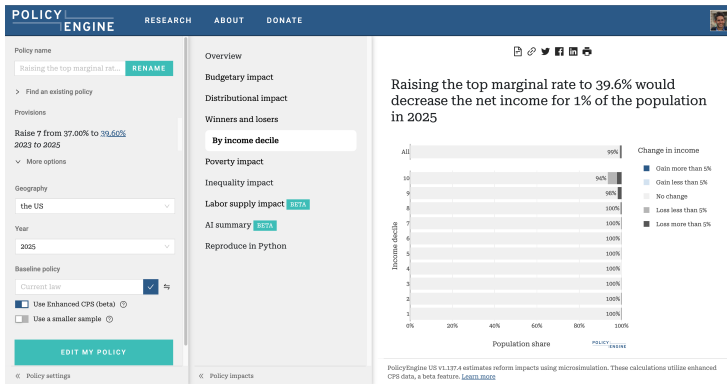 POLICY
ENGINE
RESEARCH
ABOUT
DONATE
Policy name
Raising the top marginal rat...
RENAME
> Find an existing policy
Provisions
Raise 7 from 37.00% to 39.60%
2023 to 2025
More options
Geography
the US
Year
2025
Baseline policy
Current law
Use Enhanced CPS (beta)
Use a smaller sample
EDIT MY POLICY
« Policy settings
Overview
Budgetary impact
Distributional impact
Winners and losers
By income decile
Poverty impact
Inequality impact
Labor supply impact BETA
AI summary BETA
Reproduce in Python
« Policy impacts
Raising the top marginal rate to 39.6% would
decrease the net income for 1% of the population
in 2025
All 99%
10 94%
9 98%
8 100%
7 100%
6 100%
5 100%
4 100%
3 100%
2 100%
1 100%
Income decile
0% 20% 40% 60% 80% 100%
Population share
POLICY
ENGINE
Change in income
Gain more than 5%
Gain less than 5%
No change
Loss less than 5%
Loss more than 5%
PolicyEngine US v1.137.4 estimates reform impacts using microsimulation. These calculations utilize enhanced
CPS data, a beta feature. Learn more